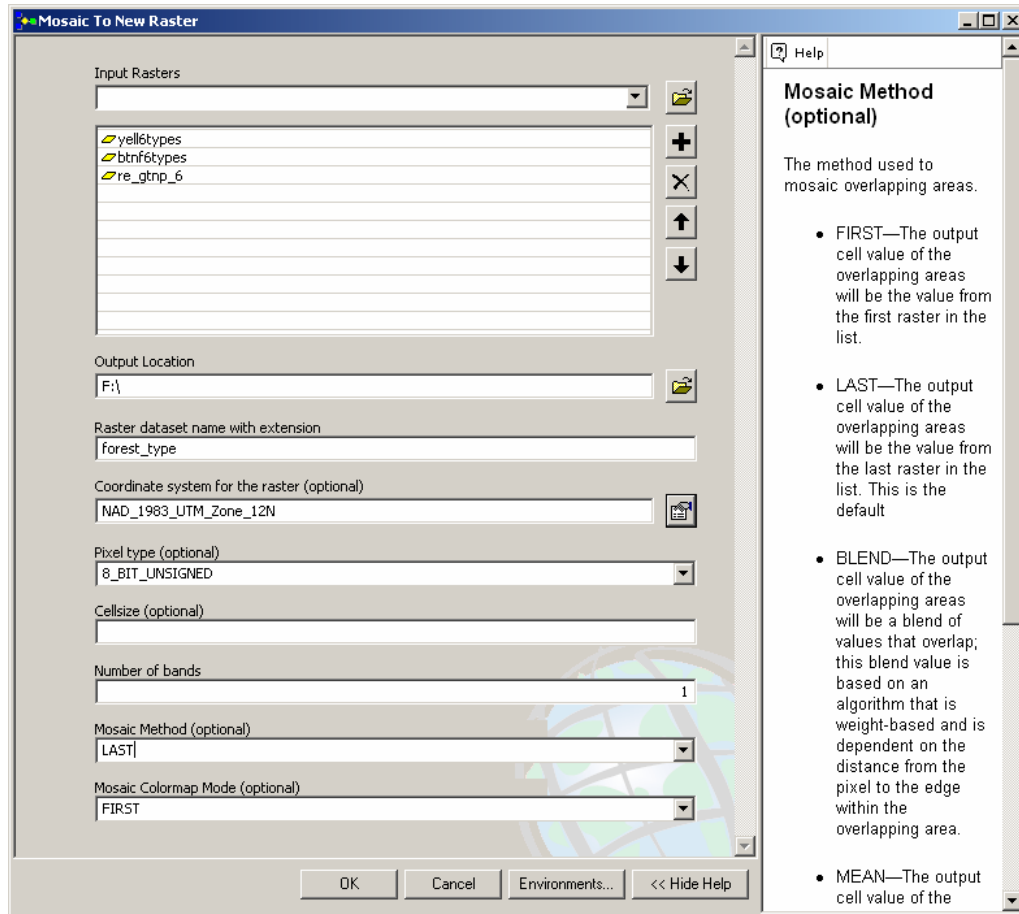 Mosaic To New Raster
Input Rasters
yell6types
btnf6types
re_gtnp_6
Output Location
F:\
Raster dataset name with extension
forest_type
Coordinate system for the raster (optional)
NAD_1983_UTM_Zone_12N
Pixel type (optional)
8_BIT_UNSIGNED
Cellsize (optional)
Number of bands
1
Mosaic Method (optional)
LAST
Mosaic Colormap Mode (optional)
FIRST
OK
Cancel
Environments...
<< Hide Help
Help
Mosaic Method
(optional)
The method used to
mosaic overlapping areas.
• FIRST—The output
cell value of the
overlapping areas
will be the value from
the first raster in the
list.
• LAST—The output
cell value of the
overlapping areas
will be the value from
the last raster in the
list. This is the
default
• BLEND—The output
cell value of the
overlapping areas
will be a blend of
values that overlap;
this blend value is
based on an
algorithm that is
weight-based and is
dependent on the
distance from the
pixel to the edge
within the
overlapping area.
• MEAN—The output
cell value of the